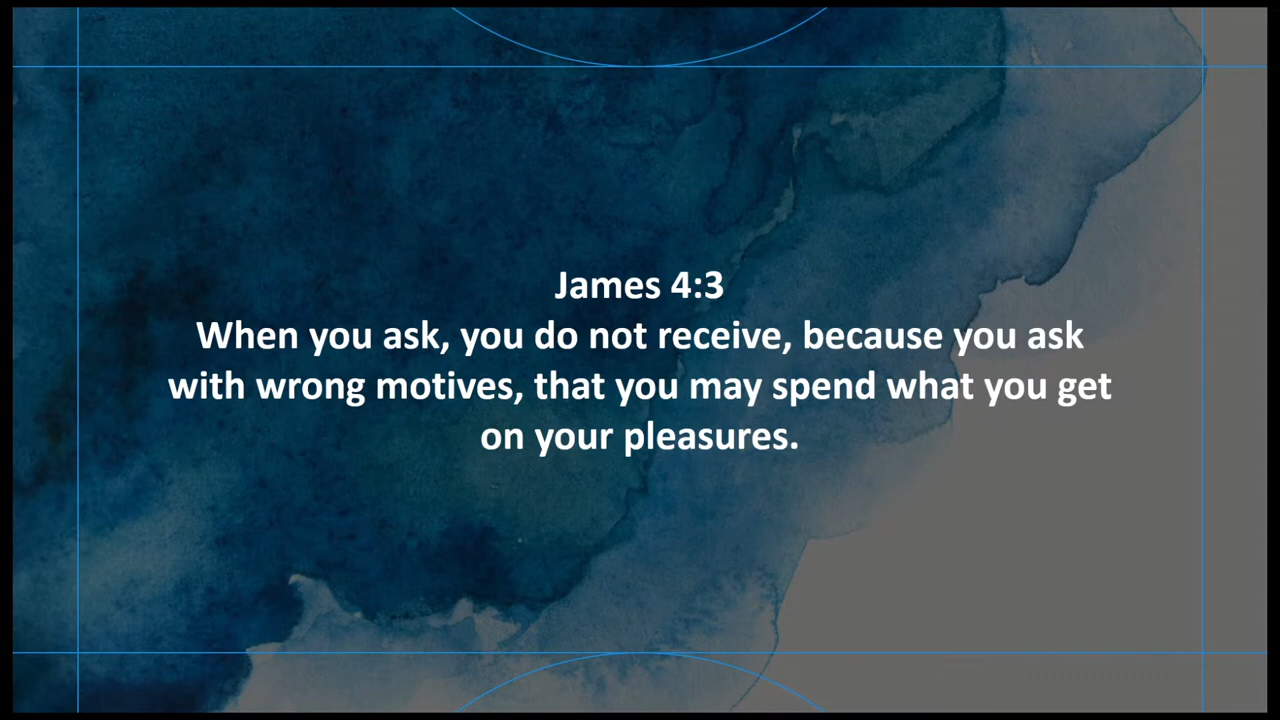 James 4:3
When you ask, you do not receive, because you ask
with wrong motives, that you may spend what you get
on your pleasures.